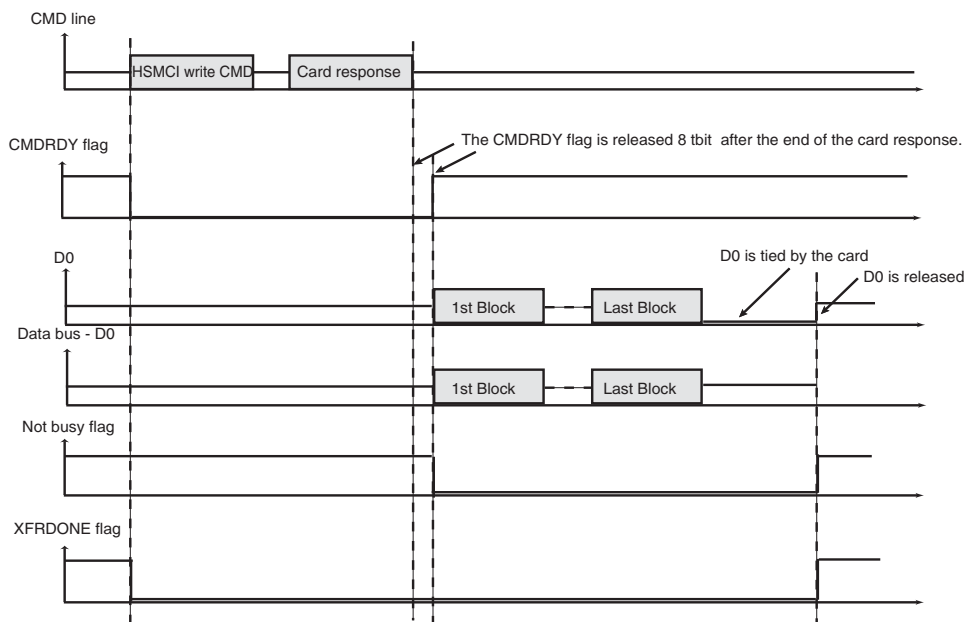 CMD line
HSMCI write CMD
Card response
CMDRDY flag
The CMDRDY flag is released 8 tbit after the end of the card response.
D0
1st Block
Last Block
D0 is tied by the card
D0 is released
Data bus - D0
1st Block
Last Block
Not busy flag
XFRDONE flag